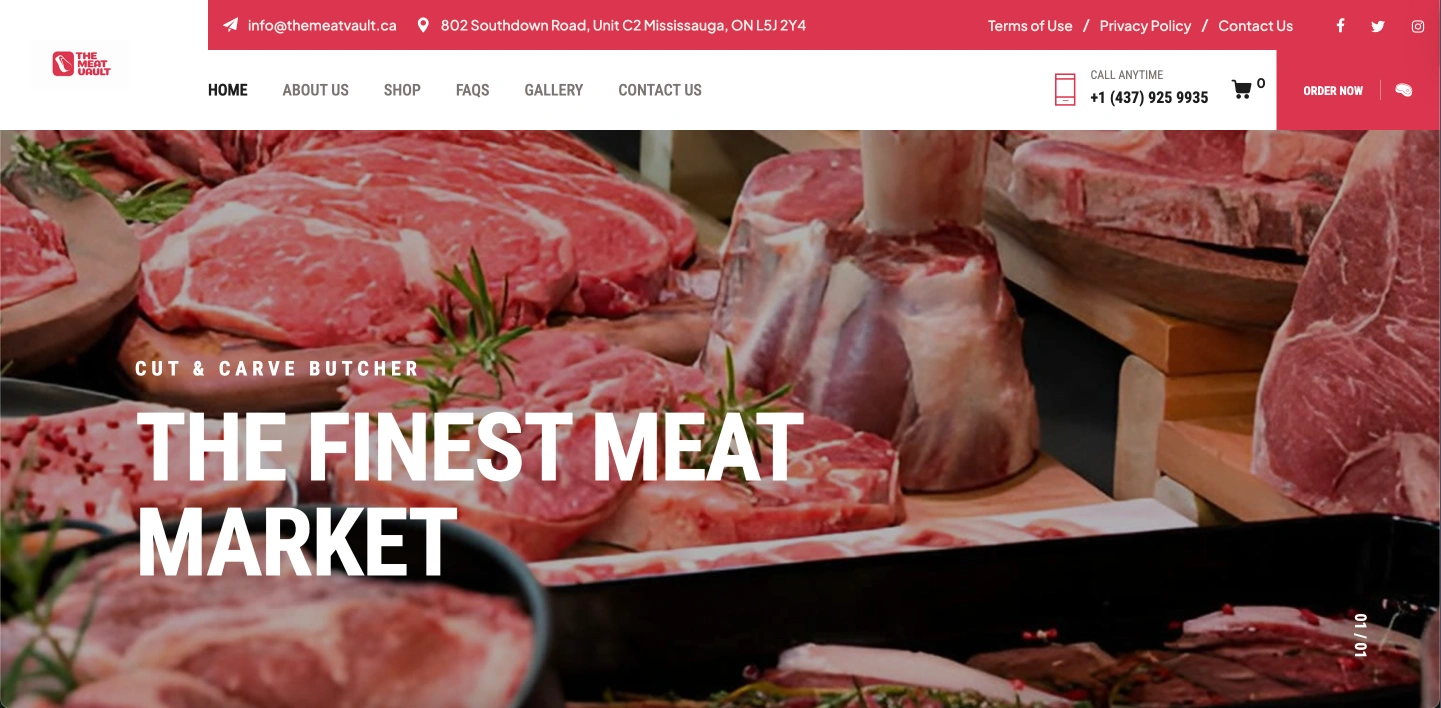 info@themeatvault.ca
802 Southdown Road, Unit C2 Mississauga, ON L5J 2Y4
Terms of Use / Privacy Policy / Contact Us
THE
MEAT
VAULT
HOME ABOUT US SHOP FAQS GALLERY CONTACT US
CALL ANYTIME
+1 (437) 925 9935
0
ORDER NOW
CUT & CARVE BUTCHER
THE FINEST MEAT
MARKET
01 / 01